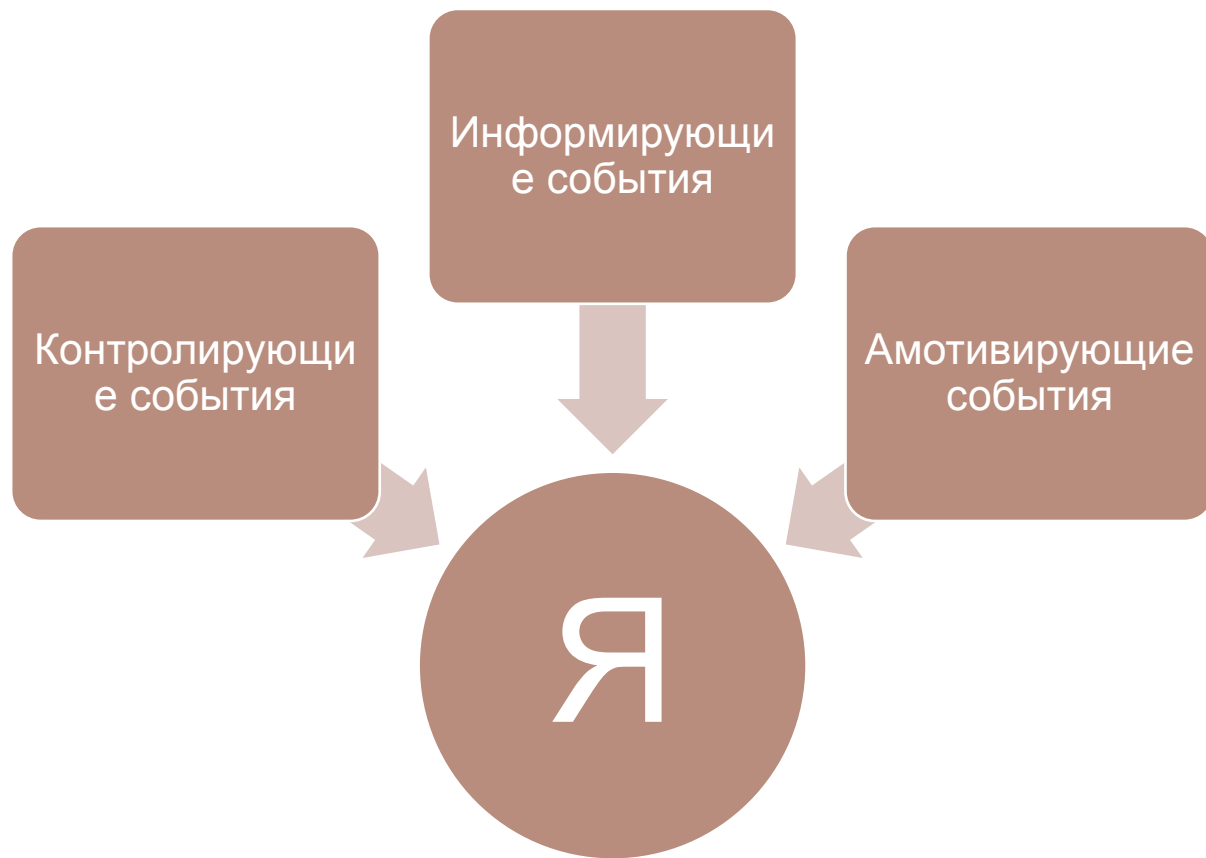 Информирующи
е события
Контролирующи
е события
Амотивирующие
события
Я